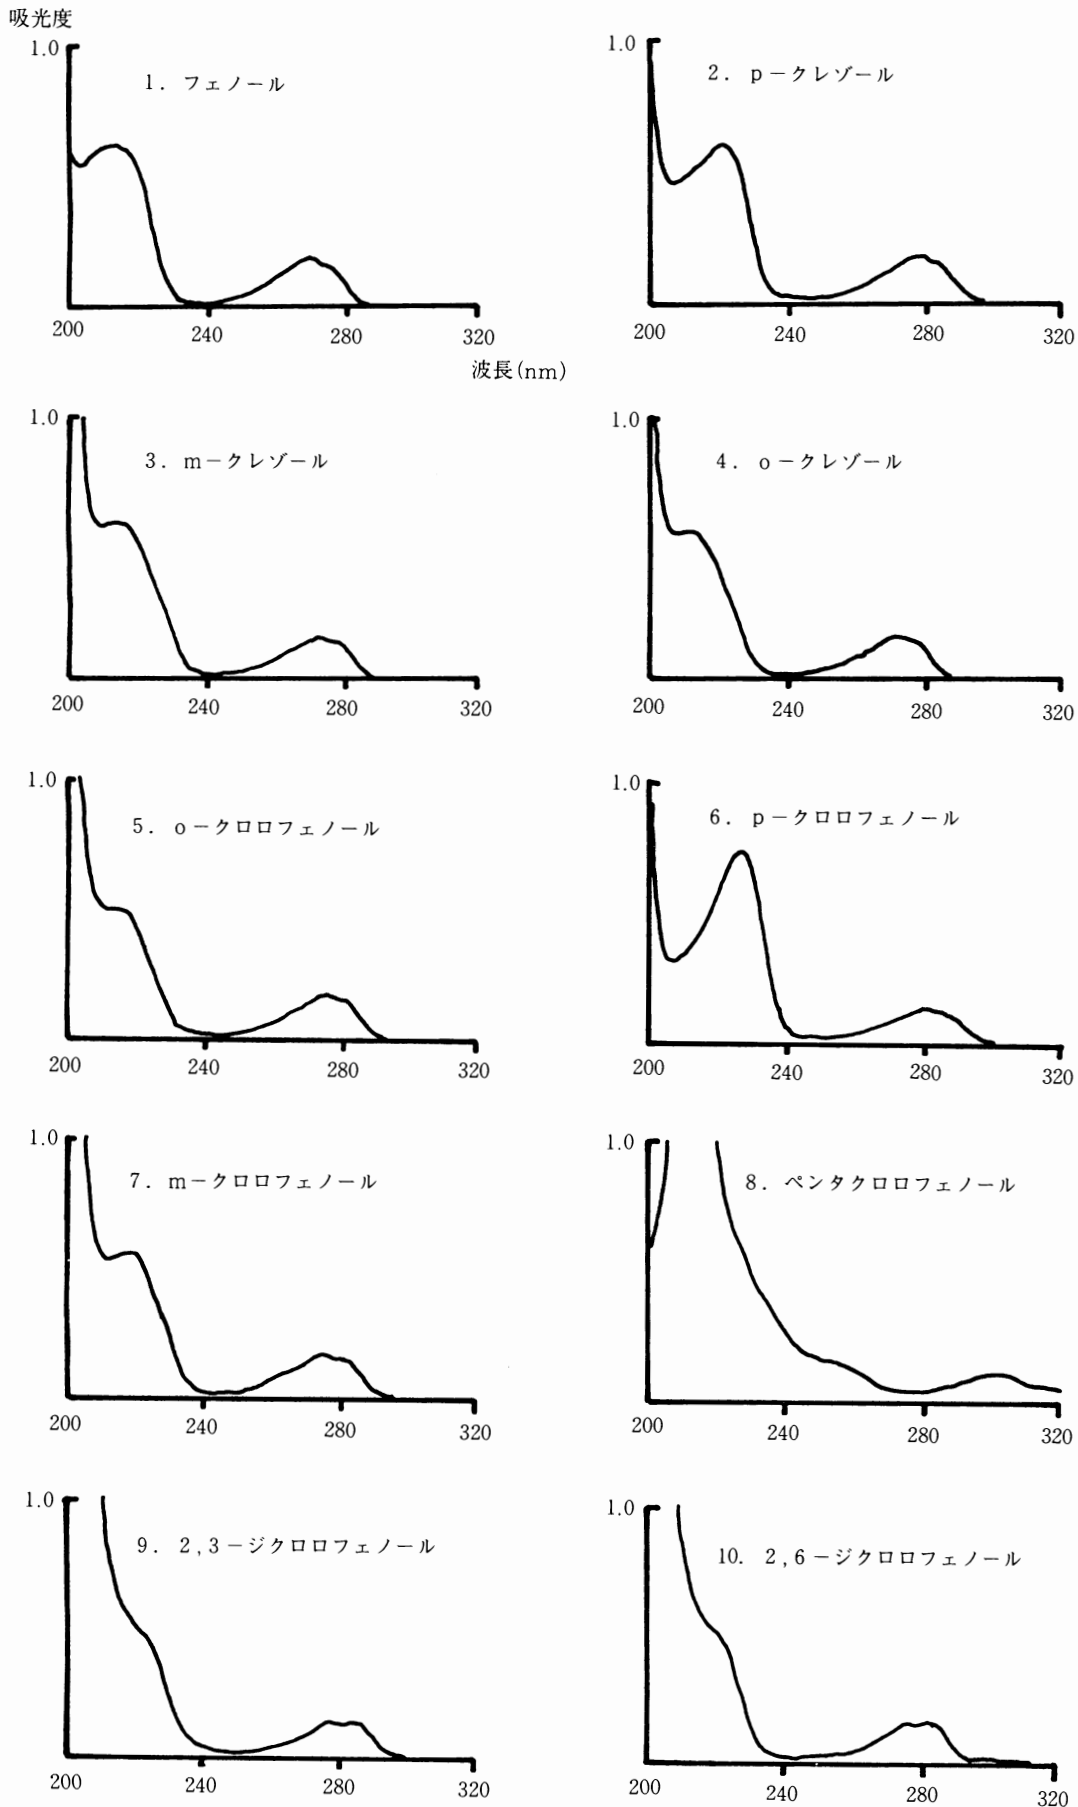 吸光度
1.0
1. フェノール
200 240 280 320
1.0
2. p-クレゾール
200 240 280 320
波長(nm)
1.0
3. m-クレゾール
200 240 280 320
1.0
4. o-クレゾール
200 240 280 320
1.0
5. o-クロロフェノール
200 240 280 320
1.0
6. p-クロロフェノール
200 240 280 320
1.0
7. m-クロロフェノール
200 240 280 320
1.0
8. ペンタクロロフェノール
200 240 280 320
1.0
9. 2,3-ジクロロフェノール
200 240 280 320
1.0
10. 2,6-ジクロロフェノール
200 240 280 320